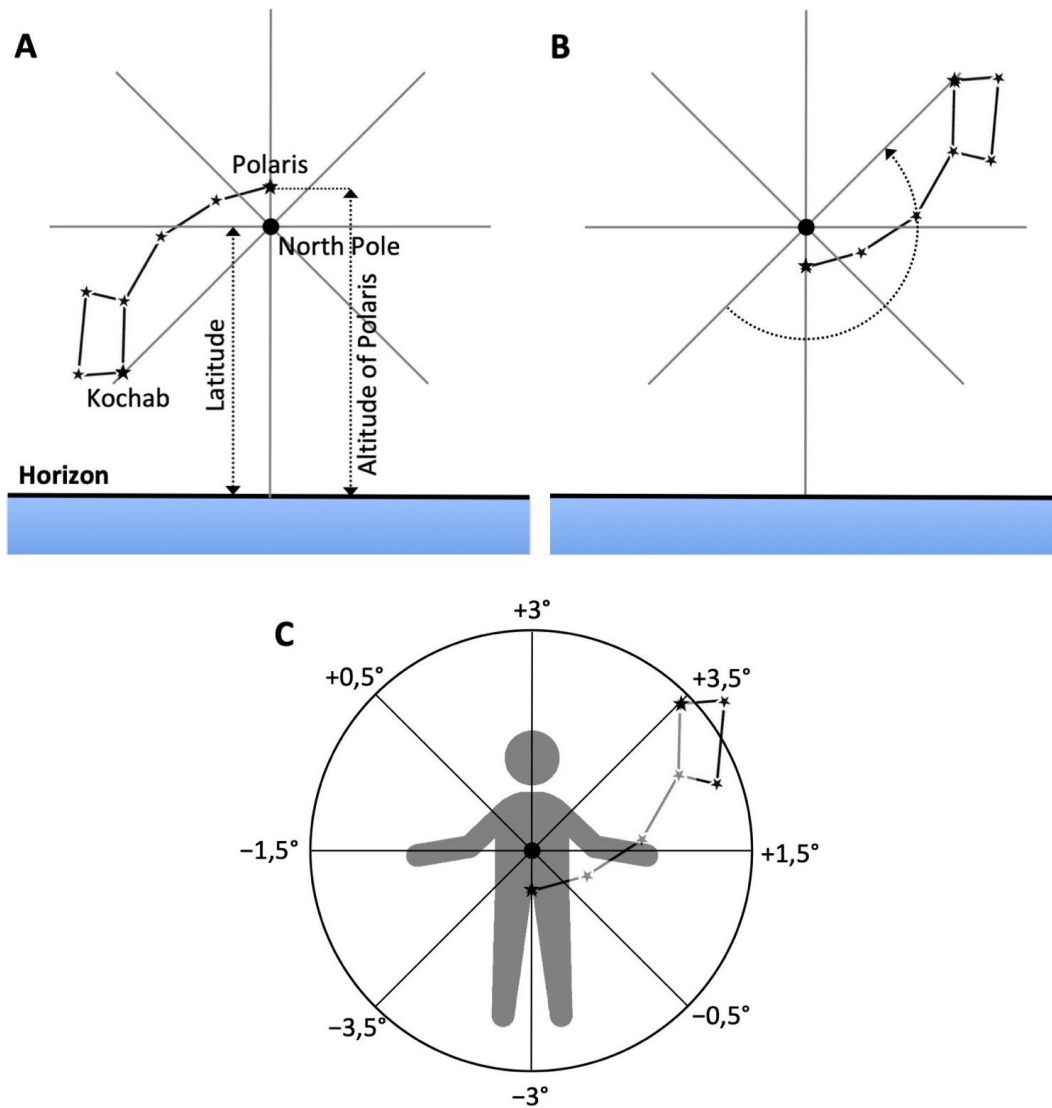 A
B
Polaris
North Pole
Latitude
Altitude of Polaris
Kochab
Horizon
C
+3°
+0,5°
+3,5°
−1,5°
+1,5°
−3,5°
−0,5°
−3°